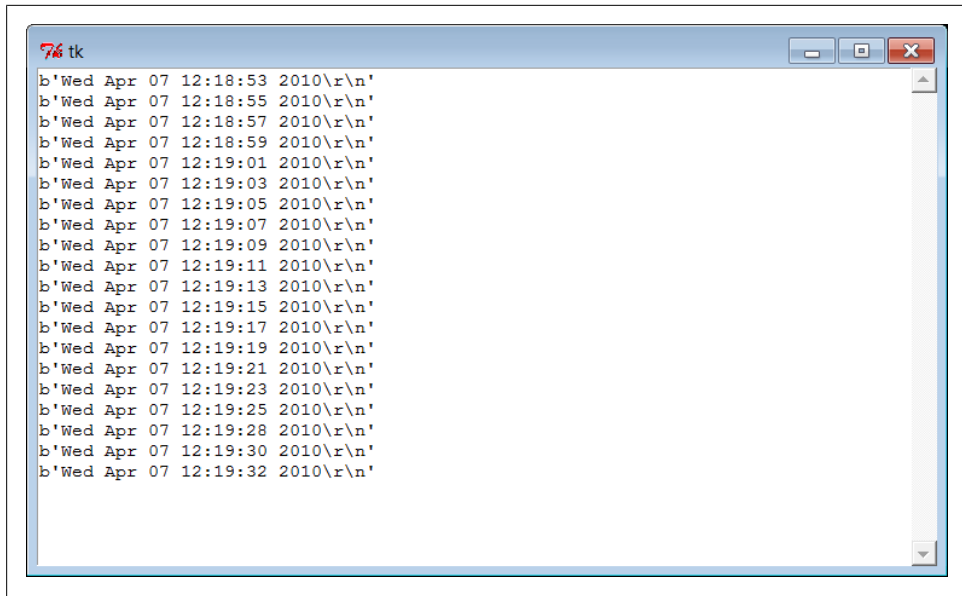 tk
b'Wed Apr 07 12:18:53 2010\r\n'
b'Wed Apr 07 12:18:55 2010\r\n'
b'Wed Apr 07 12:18:57 2010\r\n'
b'Wed Apr 07 12:18:59 2010\r\n'
b'Wed Apr 07 12:19:01 2010\r\n'
b'Wed Apr 07 12:19:03 2010\r\n'
b'Wed Apr 07 12:19:05 2010\r\n'
b'Wed Apr 07 12:19:07 2010\r\n'
b'Wed Apr 07 12:19:09 2010\r\n'
b'Wed Apr 07 12:19:11 2010\r\n'
b'Wed Apr 07 12:19:13 2010\r\n'
b'Wed Apr 07 12:19:15 2010\r\n'
b'Wed Apr 07 12:19:17 2010\r\n'
b'Wed Apr 07 12:19:19 2010\r\n'
b'Wed Apr 07 12:19:21 2010\r\n'
b'Wed Apr 07 12:19:23 2010\r\n'
b'Wed Apr 07 12:19:25 2010\r\n'
b'Wed Apr 07 12:19:28 2010\r\n'
b'Wed Apr 07 12:19:30 2010\r\n'
b'Wed Apr 07 12:19:32 2010\r\n'